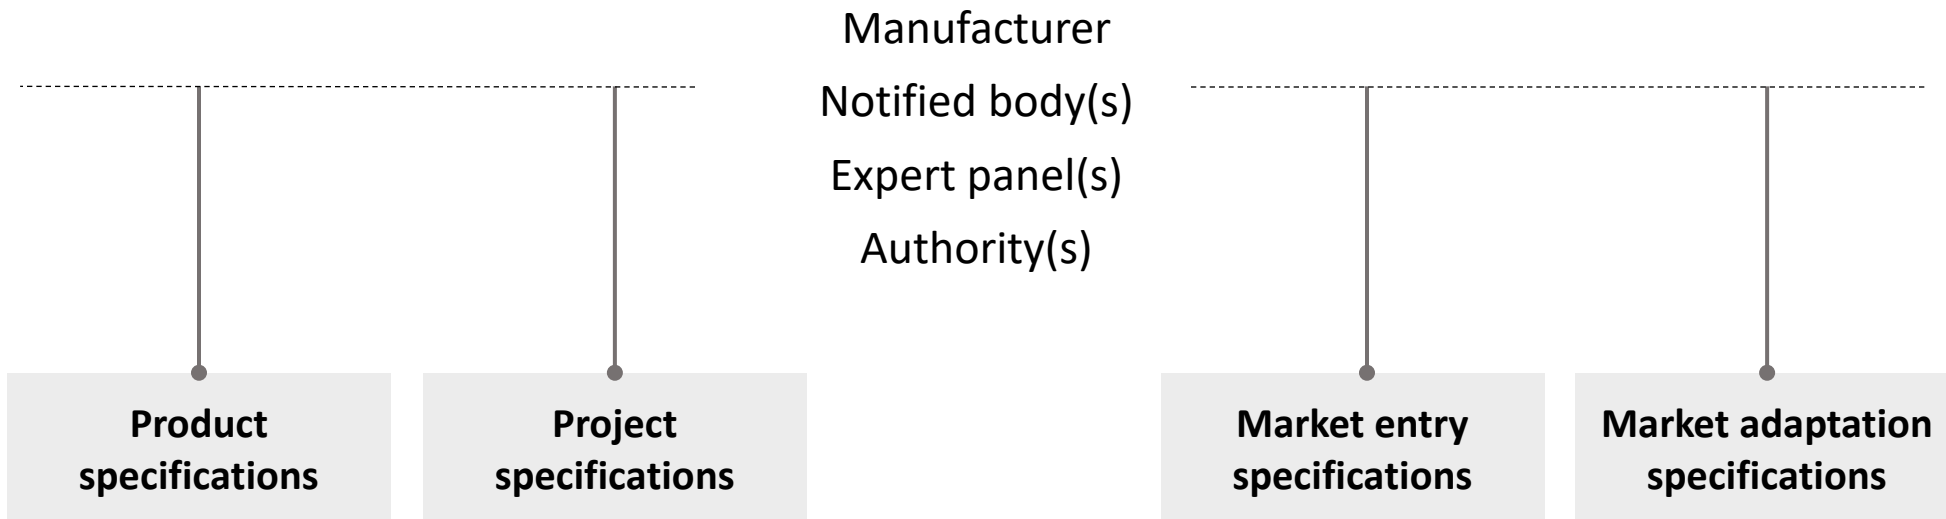 Manufacturer
Notified body(s)
Expert panel(s)
Authority(s)
Product
specifications
Project
specifications
Market entry
specifications
Market adaptation
specifications